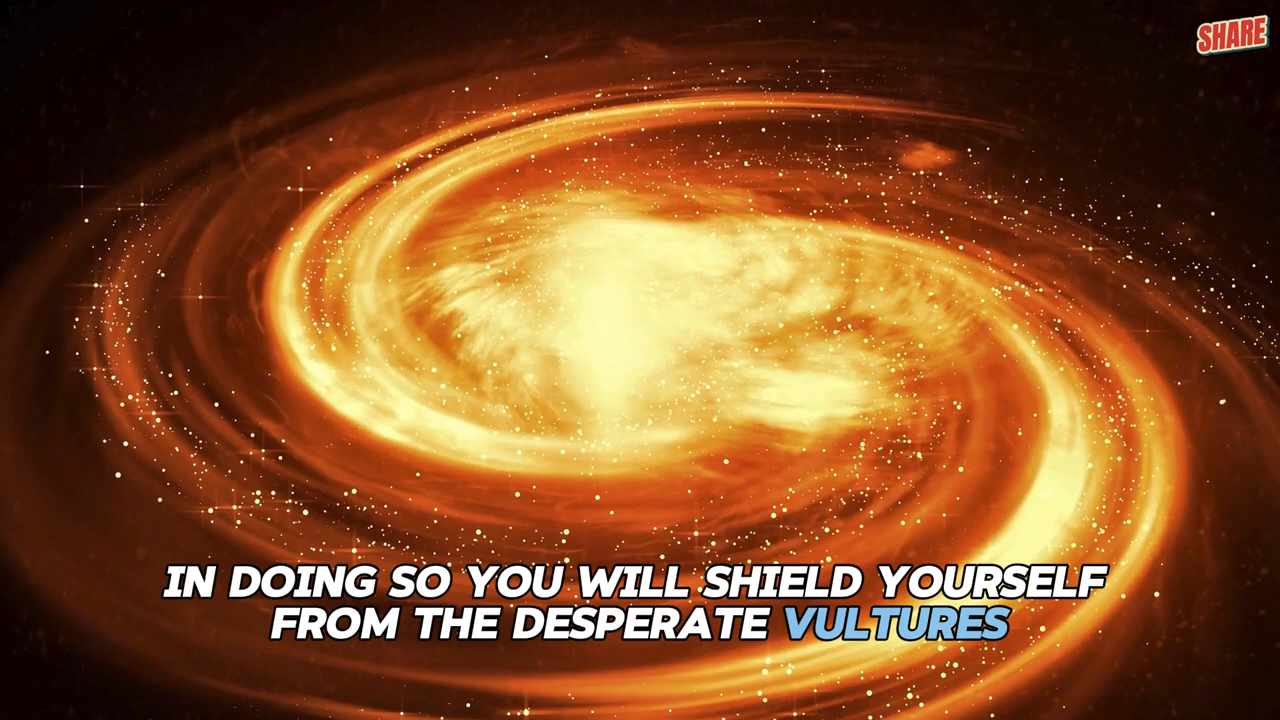 SHARE
IN DOING SO YOU WILL SHIELD YOURSELF
FROM THE DESPERATE VULTURES